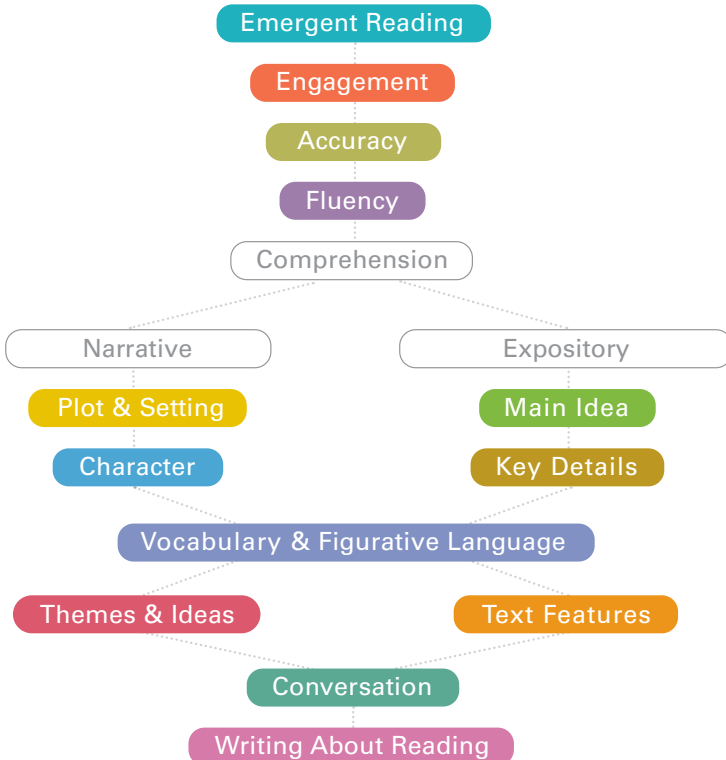 Emergent Reading
Engagement
Accuracy
Fluency
Comprehension
Narrative
Expository
Plot & Setting
Main Idea
Character
Key Details
Vocabulary & Figurative Language
Themes & Ideas
Text Features
Conversation
Writing About Reading